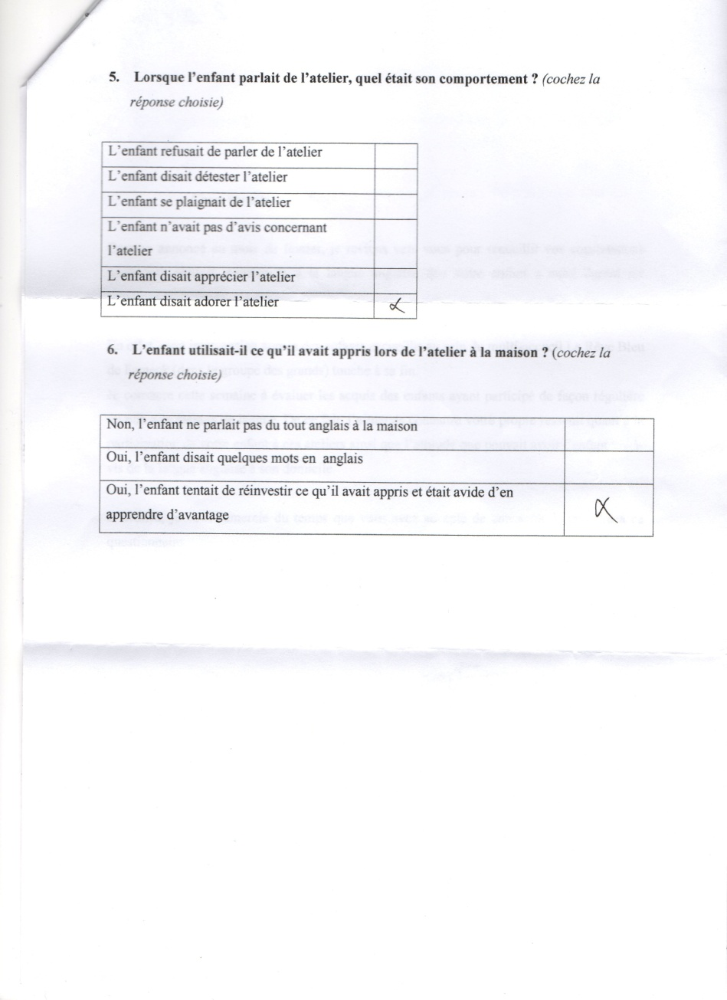 5. Lorsque l'enfant parlait de l'atelier, quel était son comportement ? (cochez la
réponse choisie)
L'enfant refusait de parler de l'atelier
L'enfant disait détester l'atelier
L'enfant se plaignait de l'atelier
L'enfant n'avait pas d'avis concernant
l'atelier
L'enfant disait apprécier l'atelier
L'enfant disait adorer l'atelier
6. L'enfant utilisait-il ce qu'il avait appris lors de l'atelier à la maison ? (cochez la
réponse choisie)
Non, l'enfant ne parlait pas du tout anglais à la maison
Oui, l'enfant disait quelques mots en anglais
Oui, l'enfant tentait de réinvestir ce qu'il avait appris et était avide d'en
apprendre d'avantage